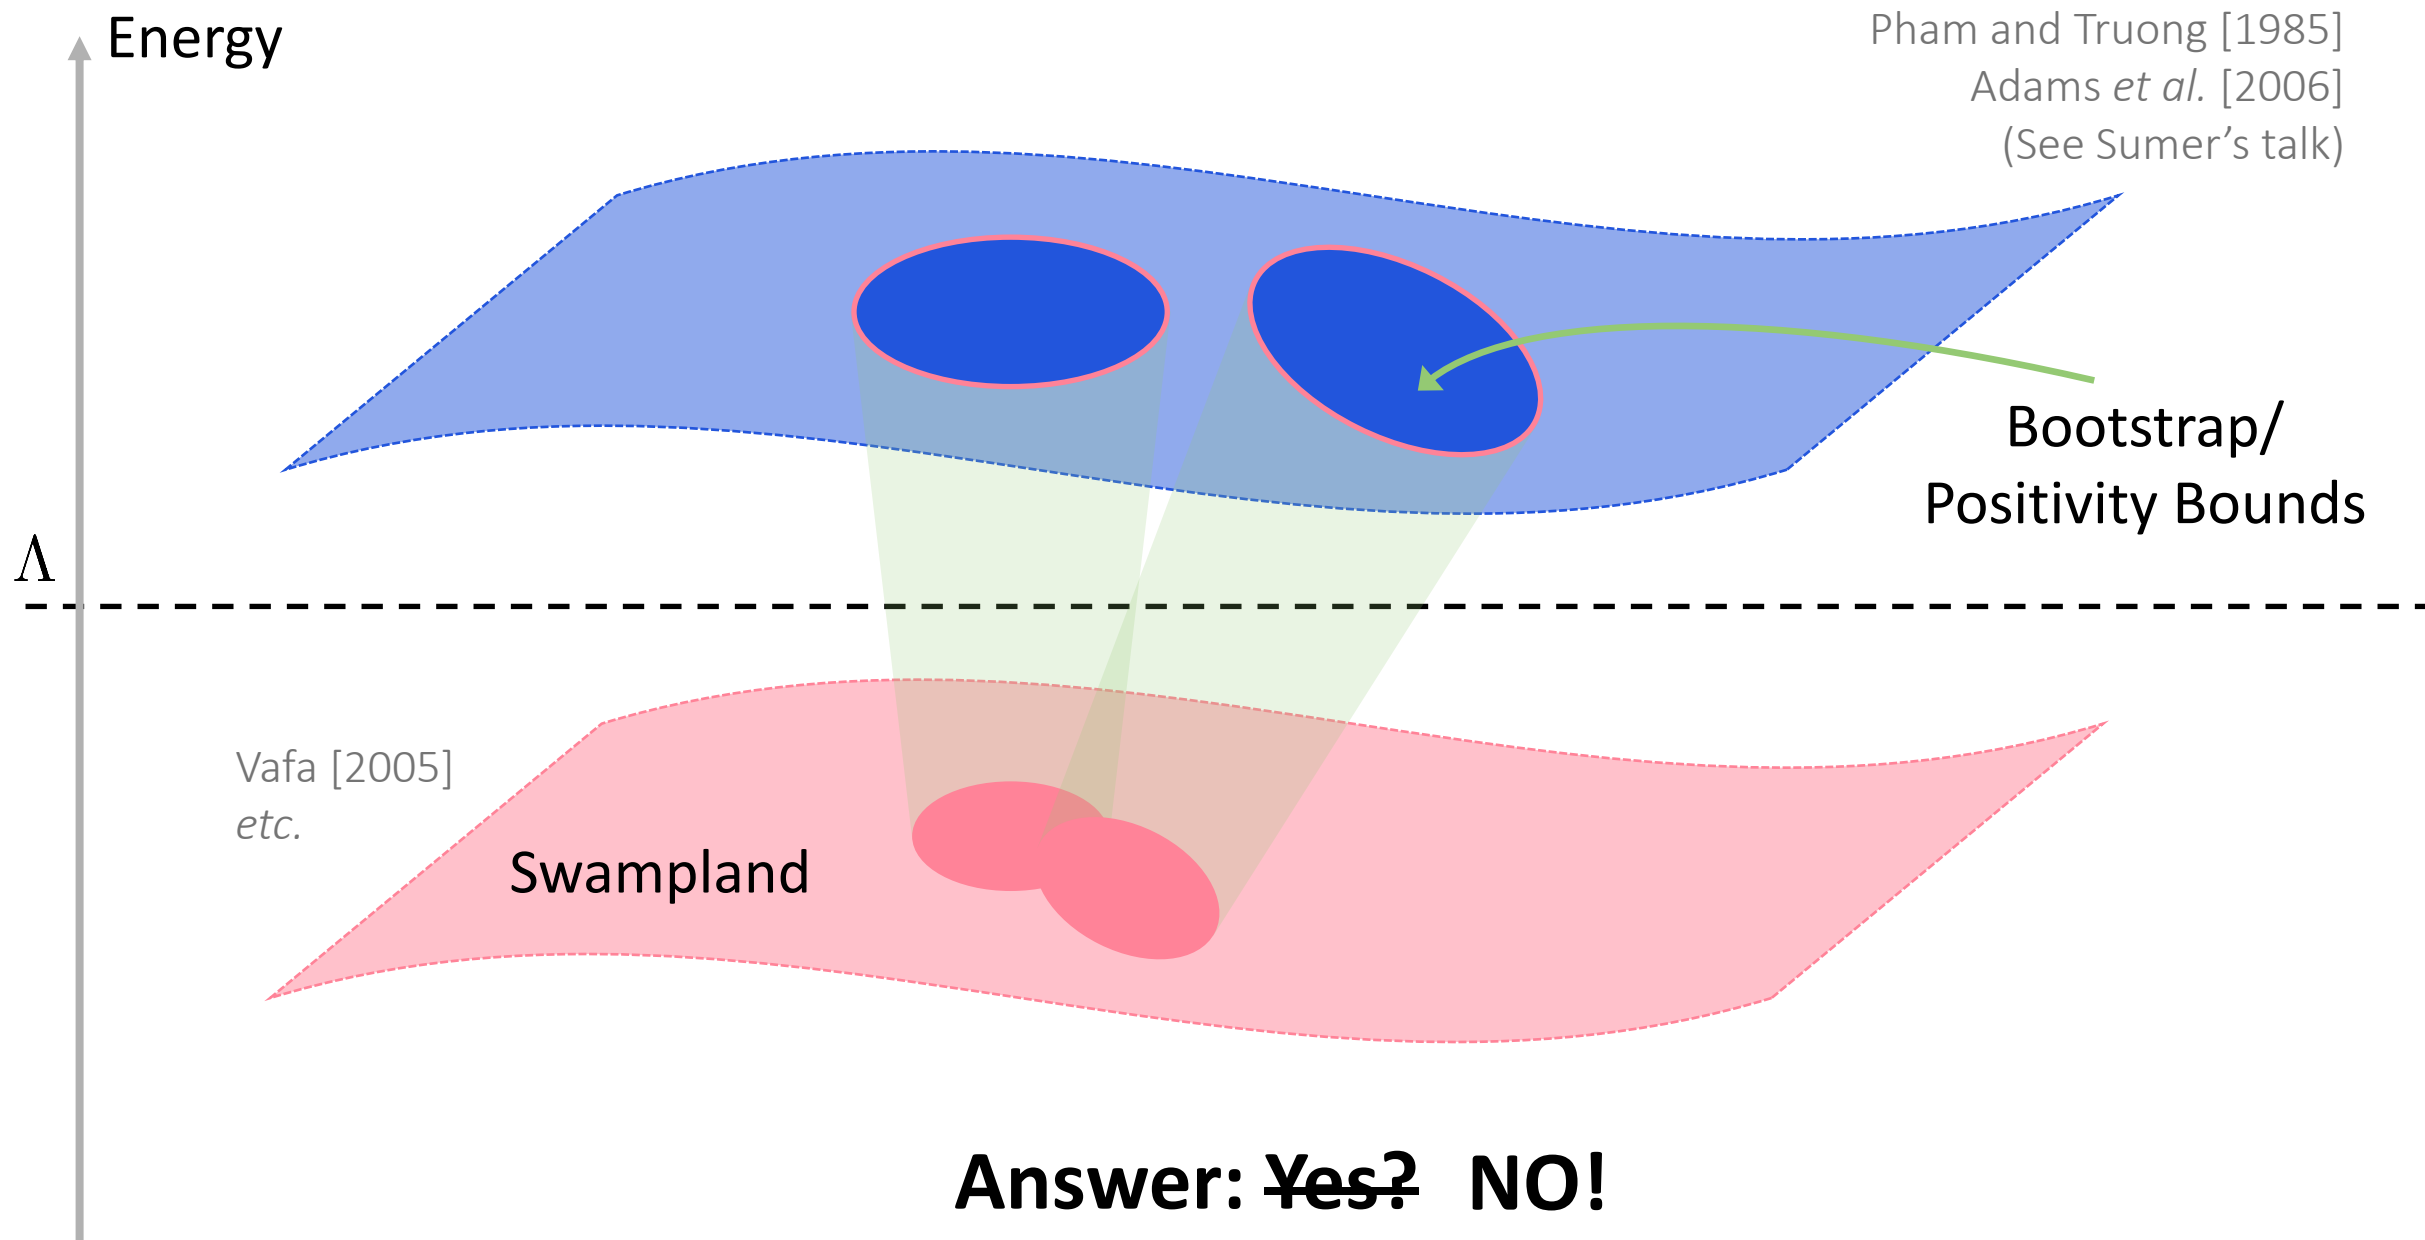 Energy
Pham and Truong [1985]
Adams et al. [2006]
(See Sumer’s talk)
Bootstrap/
Positivity Bounds
Λ
Vafa [2005]
etc.
Swampland
Answer: Yes? NO!